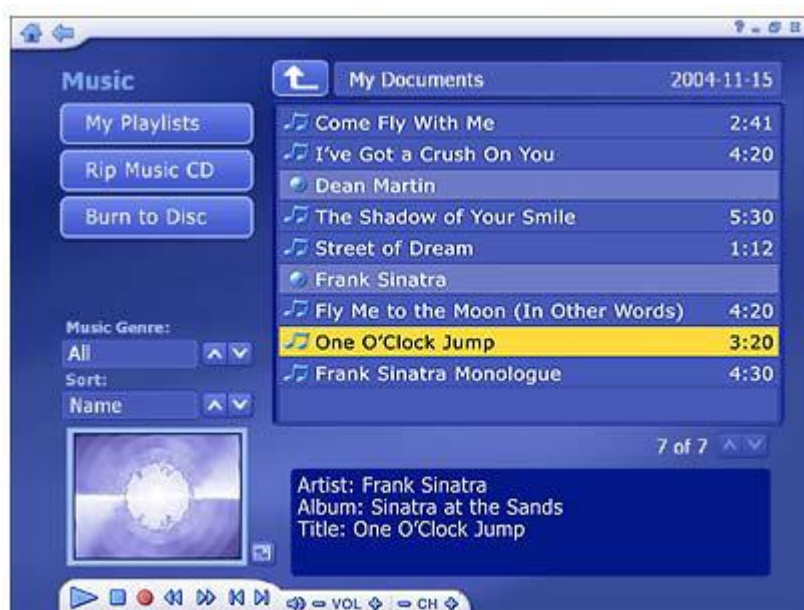 Music
My Documents 2004-11-15
My Playlists
Rip Music CD
Burn to Disc
Come Fly With Me 2:41
I've Got a Crush On You 4:20
Dean Martin
The Shadow of Your Smile 5:30
Street of Dream 1:12
Frank Sinatra
Fly Me to the Moon (In Other Words) 4:20
One O'Clock Jump 3:20
Frank Sinatra Monologue 4:30
Music Genre:
All
Sort:
Name
7 of 7
Artist: Frank Sinatra
Album: Sinatra at the Sands
Title: One O'Clock Jump
VOL CH